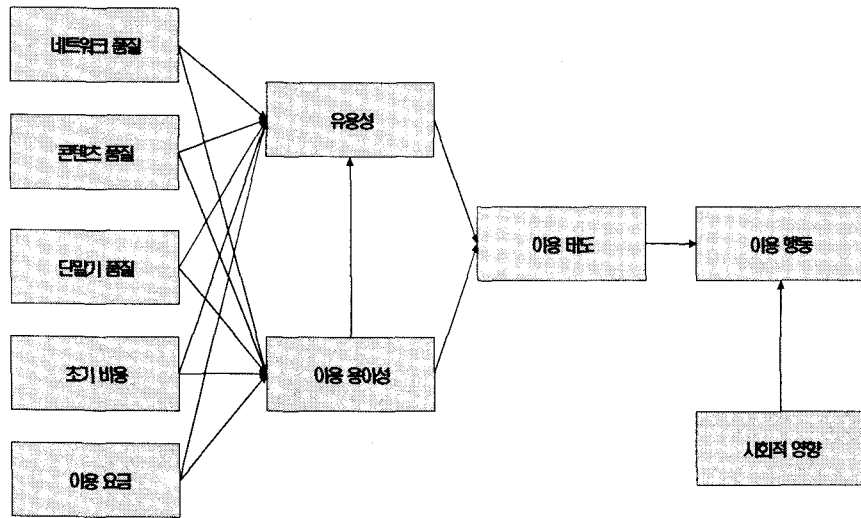 네트워크 품질
콘텐츠 품질
단말기 품질
초기 비용
이용 요금
유용성
이용 용이성
이용 태도
이용 행동
사회적 영향